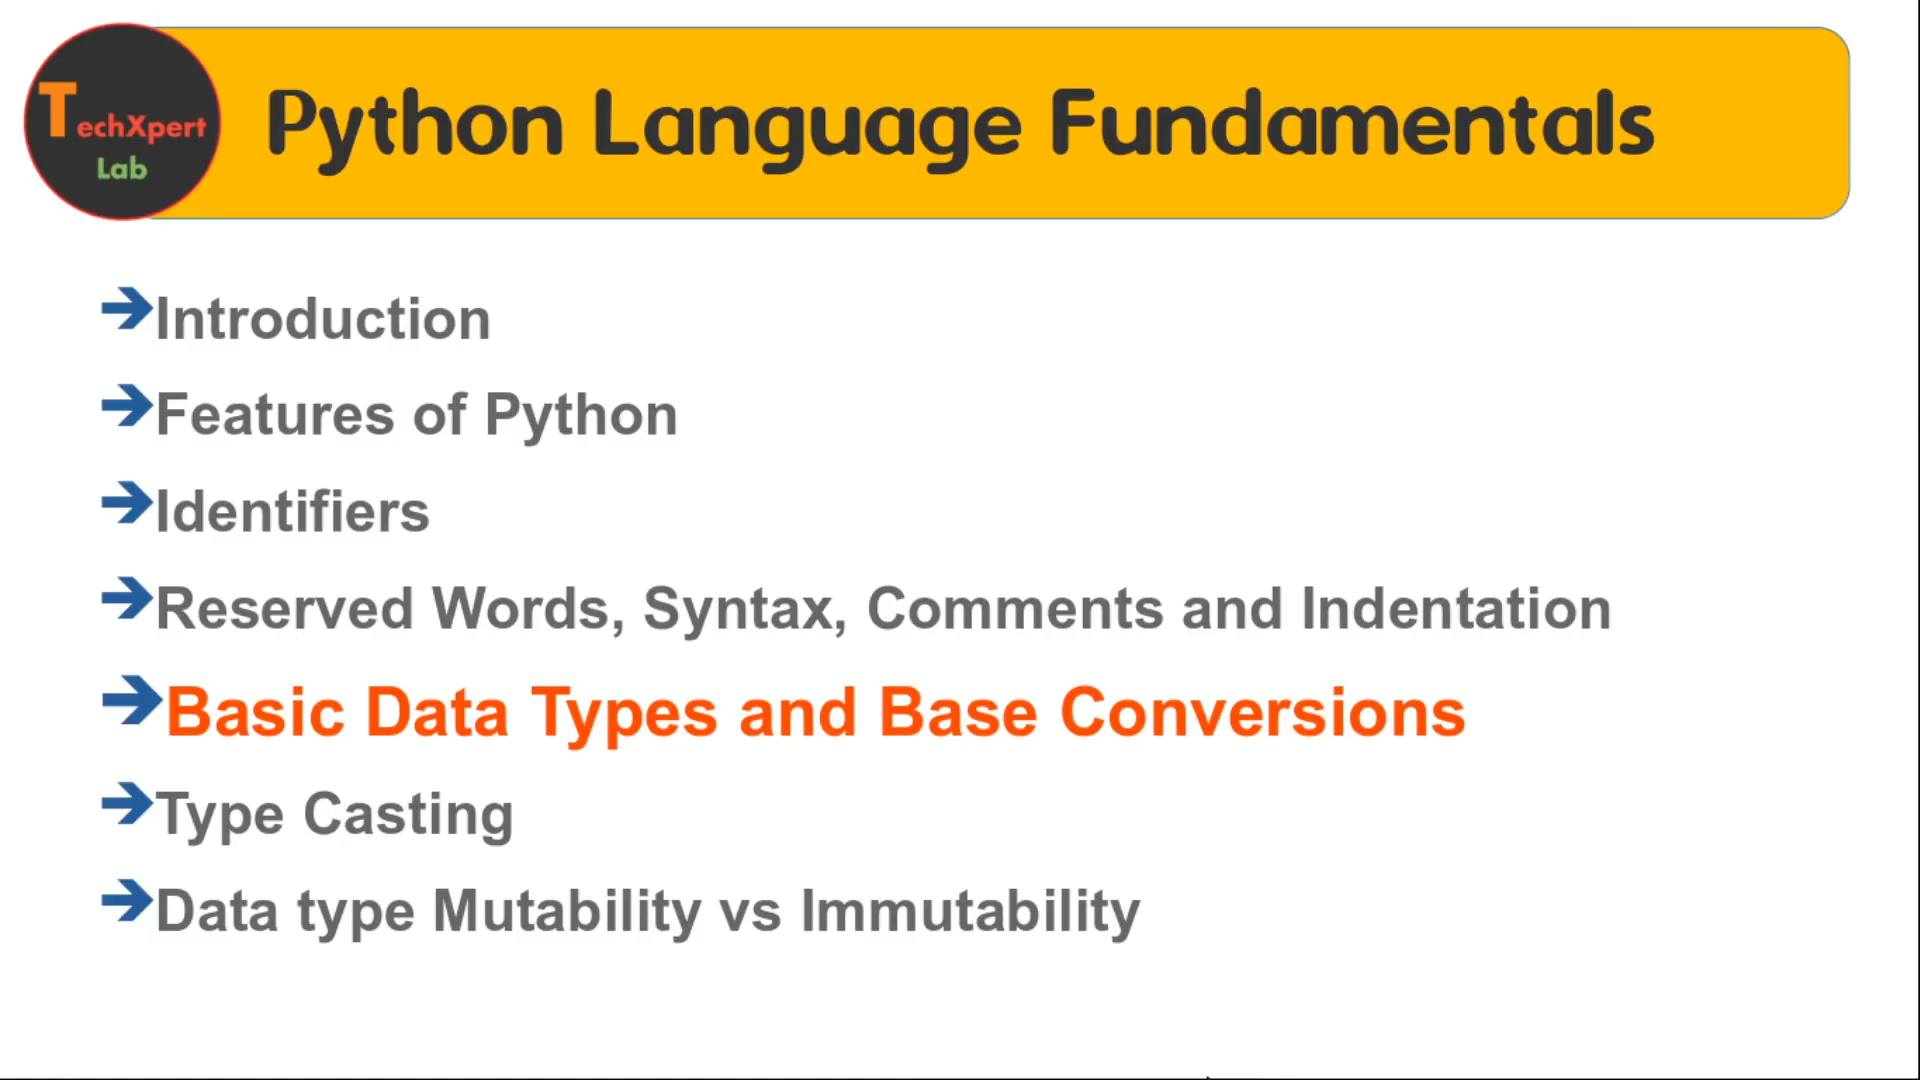 TechXpert
Lab
Python Language Fundamentals
Introduction
Features of Python
Identifiers
Reserved Words, Syntax, Comments and Indentation
Basic Data Types and Base Conversions
Type Casting
Data type Mutability vs Immutability